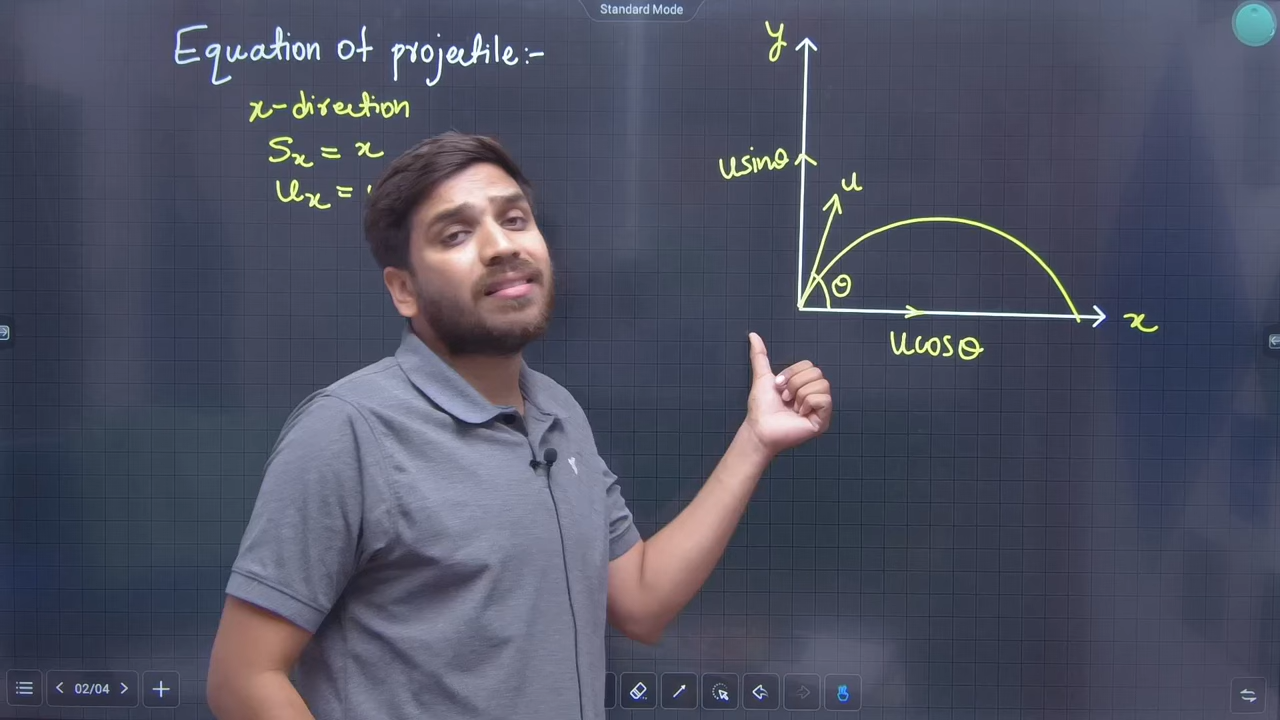 Standard Mode
Equation of projectile:-
x-direction
Sx = x
ux =
y
usinθ
u
θ
x
ucosθ
02/04